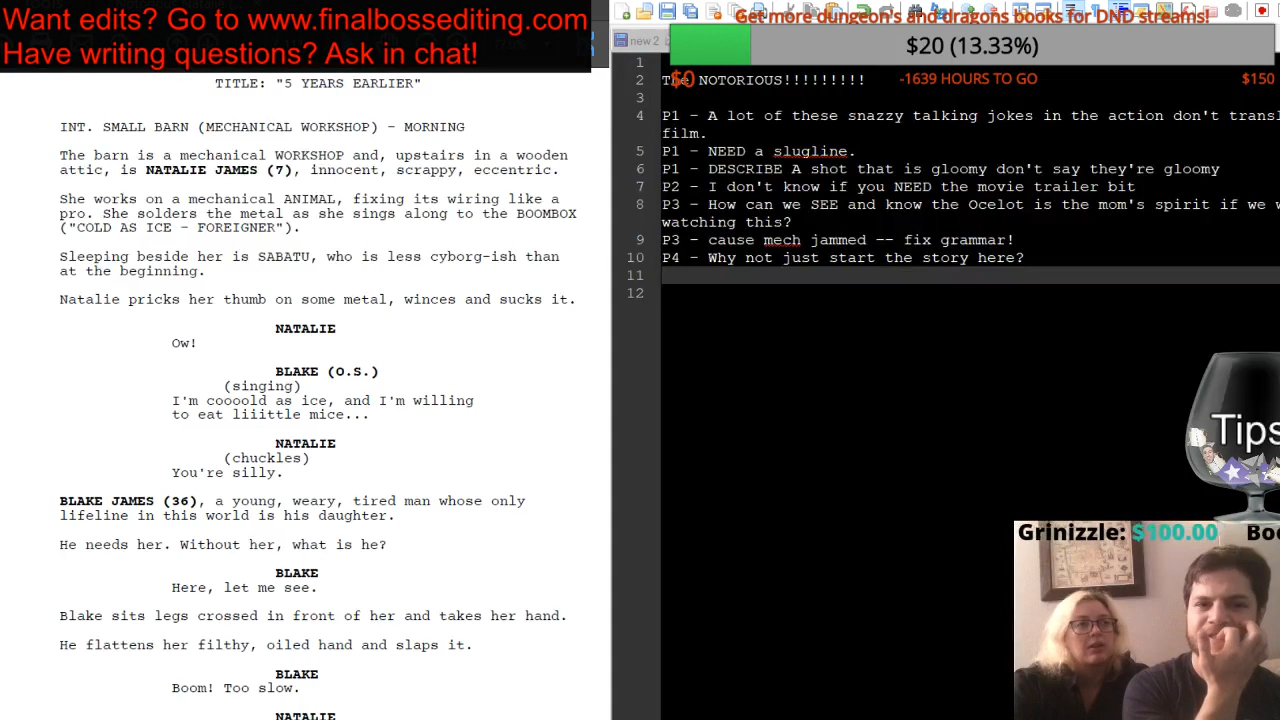 Want edits? Go to www.finalbossediting.com
Have writing questions? Ask in chat!
TITLE: "5 YEARS EARLIER"
INT. SMALL BARN (MECHANICAL WORKSHOP) - MORNING
The barn is a mechanical WORKSHOP and, upstairs in a wooden
attic, is NATALIE JAMES (7), innocent, scrappy, eccentric.
She works on a mechanical ANIMAL, fixing its wiring like a
pro. She solders the metal as she sings along to the BOOMBOX
("COLD AS ICE - FOREIGNER").
Sleeping beside her is SABATU, who is less cyborg-ish than
at the beginning.
Natalie pricks her thumb on some metal, winces and sucks it.
NATALIE
Ow!
BLAKE (O.S.)
(singing)
I'm coooold as ice, and I'm willing
to eat liiittle mice...
NATALIE
(chuckles)
You're silly.
BLAKE JAMES (36), a young, weary, tired man whose only
lifeline in this world is his daughter.
He needs her. Without her, what is he?
BLAKE
Here, let me see.
Blake sits legs crossed in front of her and takes her hand.
He flattens her filthy, oiled hand and slaps it.
BLAKE
Boom! Too slow.
NATALIE
Get more dungeon's and dragons books for DND streams!
new 2
$20 (13.33%)
$0
-1639 HOURS TO GO
$150
1
2 The NOTORIOUS!!!!!!!!!
3
4 P1 - A lot of these snazzy talking jokes in the action don't transl
film.
5 P1 - NEED a slugline.
6 P1 - DESCRIBE A shot that is gloomy don't say they're gloomy
7 P2 - I don't know if you NEED the movie trailer bit
8 P3 - How can we SEE and know the Ocelot is the mom's spirit if we w
watching this?
9 P3 - cause mech jammed -- fix grammar!
10 P4 - Why not just start the story here?
11
12
Tips
Grinizzle: $100.00
Boo